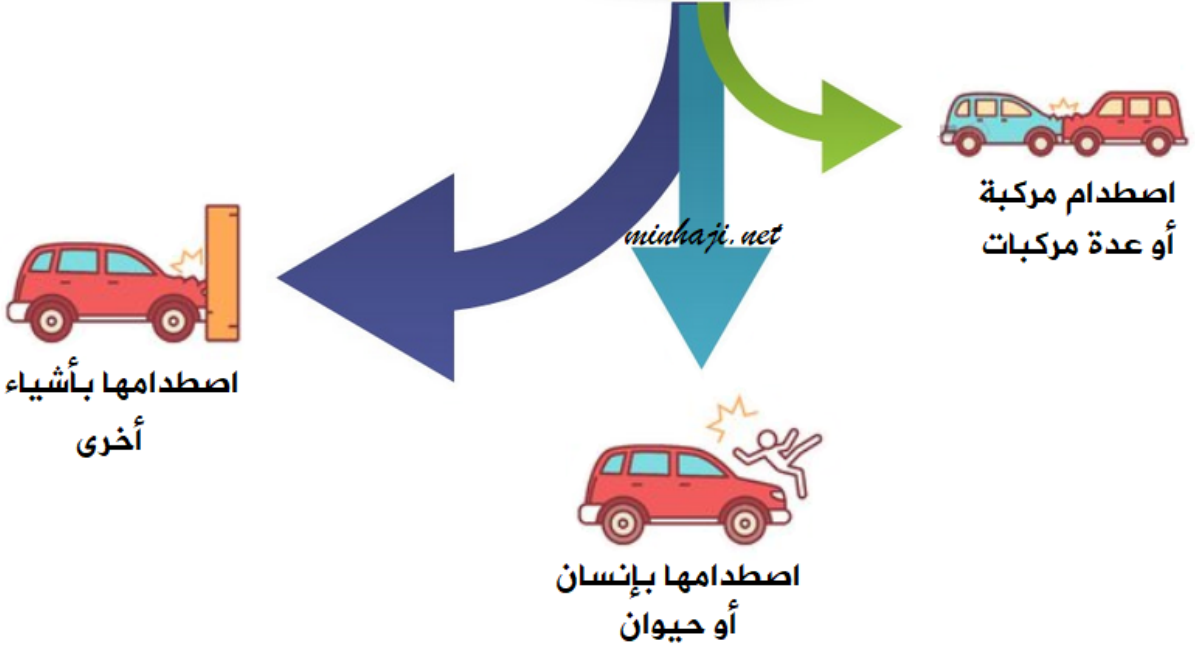 اصطدام مركبة
أو عدة مركبات
minhaji.net
اصطدامها بأشياء
أخرى
اصطدامها بإنسان
أو حيوان